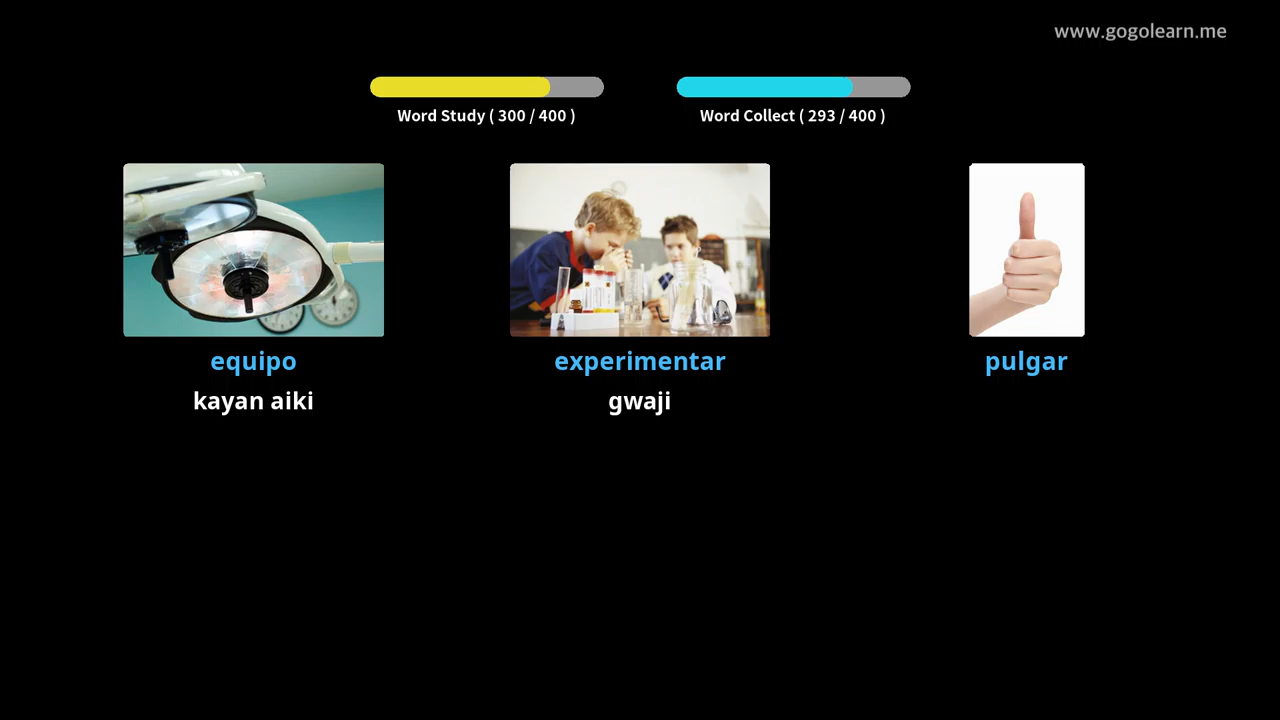 www.gogolearn.me
Word Study ( 300 / 400 )
Word Collect ( 293 / 400 )
equipo
kayan aiki
experimentar
gwaji
pulgar